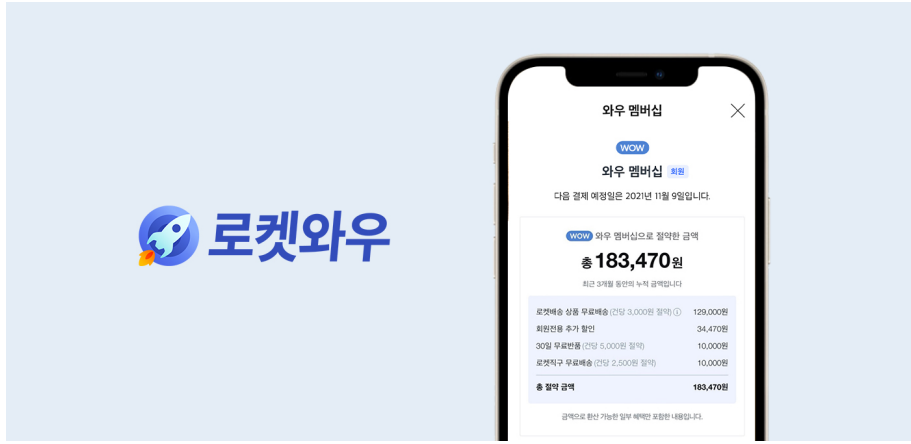 로켓와우
와우 멤버십
WOW
와우 멤버십 회원
다음 결제 예정일은 2021년 11월 9일입니다.
WOW 와우 멤버십으로 절약한 금액
총 183,470원
최근 3개월 동안의 누적 금액입니다
로켓배송 상품 무료배송 (건당 3,000원 절약) ⓘ 129,000원
회원전용 추가 할인 34,470원
30일 무료반품 (건당 5,000원 절약) 10,000원
로켓직구 무료배송 (건당 2,500원 절약) 10,000원
총 절약 금액 183,470원
금액으로 환산 가능한 일부 혜택만 포함한 내용입니다.